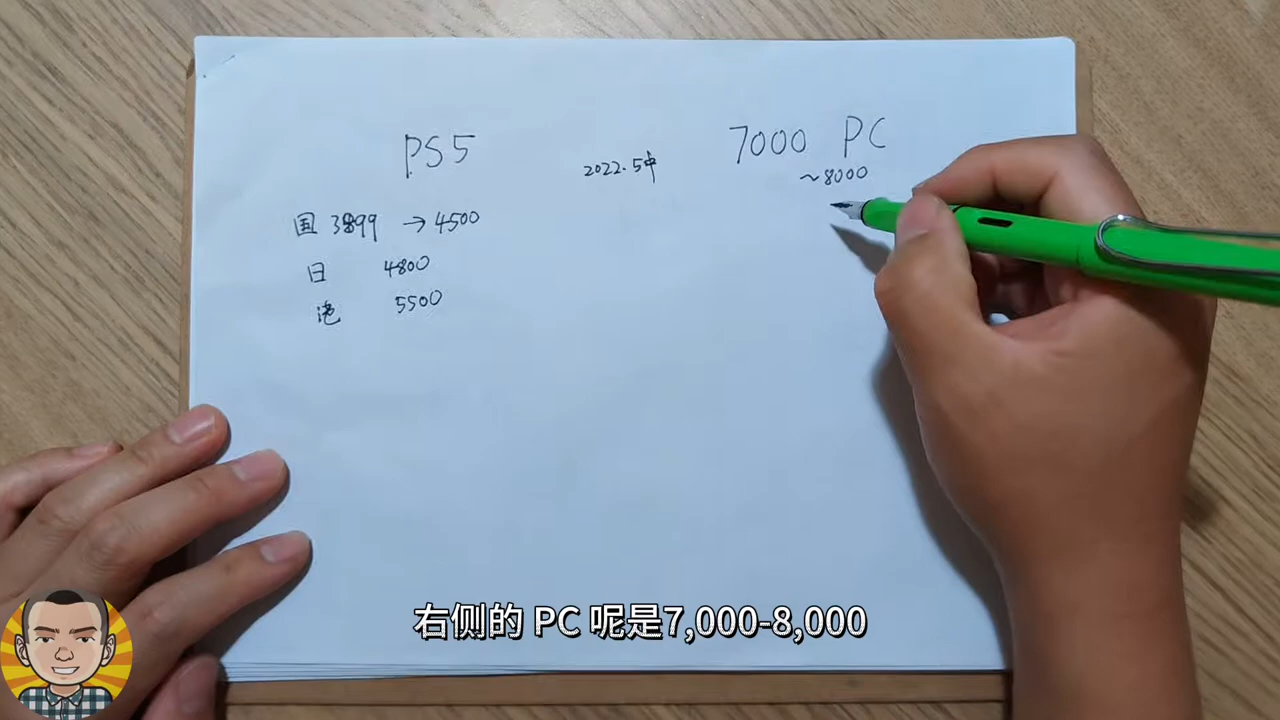 PS5
7000 PC
~8000
2022.5中
国 3899 →4500
日 4800
港 5500
右侧的 PC 呢是7,000-8,000